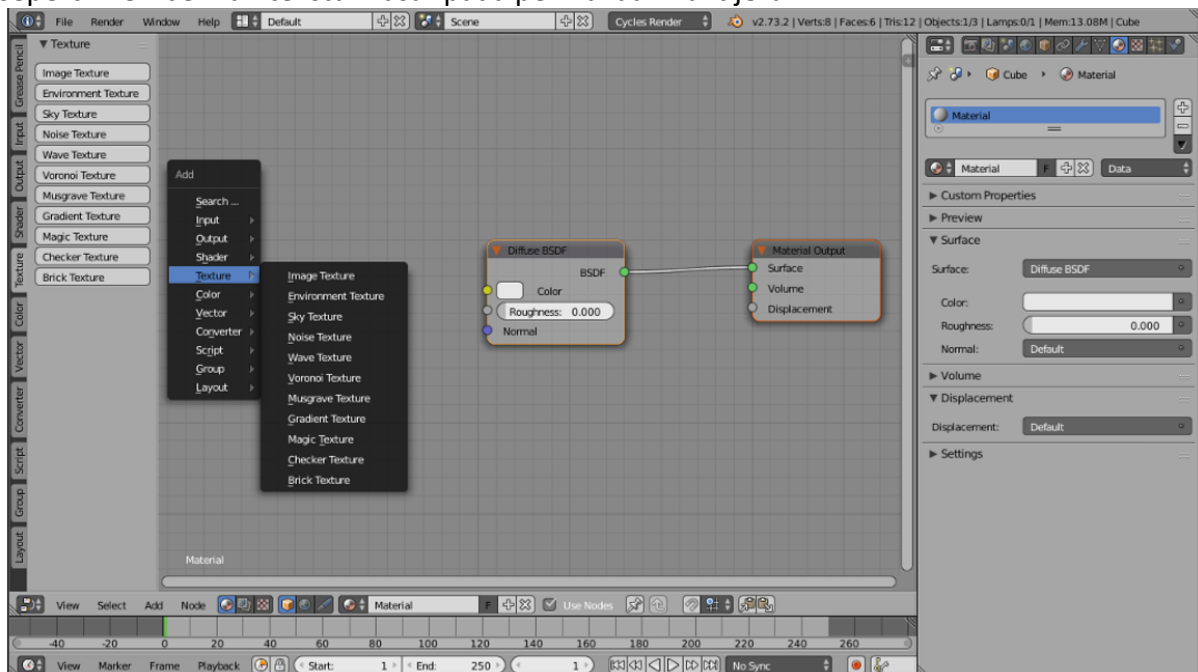 File Render Window Help Default Scene Cycles Render v2.73.2 | Verts:8 | Faces:6 | Tris:12 | Objects:1/3 | Lamps:0/1 | Mem:13.08M | Cube
Grease Pencil
Input
Output
Shader
Texture
Color
Vector
Converter
Script
Group
Layout
Texture
Image Texture
Environment Texture
Sky Texture
Noise Texture
Wave Texture
Voronoi Texture
Musgrave Texture
Gradient Texture
Magic Texture
Checker Texture
Brick Texture
Add
Search ...
Input
Output
Shader
Texture
Color
Vector
Converter
Script
Group
Layout
Image Texture
Environment Texture
Sky Texture
Noise Texture
Wave Texture
Voronoi Texture
Musgrave Texture
Gradient Texture
Magic Texture
Checker Texture
Brick Texture
Diffuse BSDF
BSDF
Color
Roughness: 0.000
Normal
Material Output
Surface
Volume
Displacement
Material
Cube Material
Material
Material F Data
Custom Properties
Preview
Surface
Surface: Diffuse BSDF
Color:
Roughness: 0.000
Normal: Default
Volume
Displacement
Displacement: Default
Settings
View Select Add Node Material F Use Nodes
-40 -20 0 20 40 60 80 100 120 140 160 180 200 220 240 260
View Marker Frame Playback Start: 1 End: 250 1 No Sync